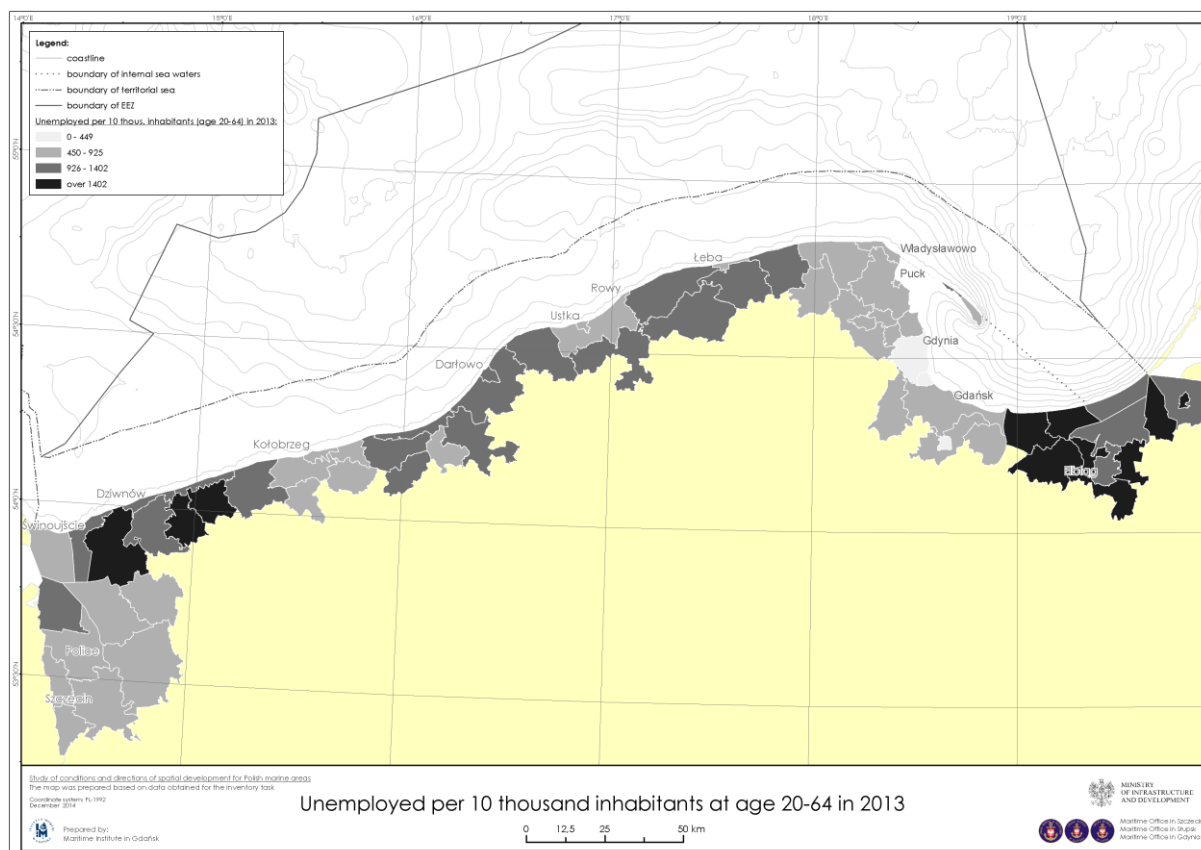 14°0'E 15°0'E 16°0'E 17°0'E 18°0'E 19°0'E
Legend:
coastline
boundary of internal sea waters
boundary of territorial sea
boundary of EEZ
Unemployed per 10 thous. inhabitants (age 20-64) in 2013:
0 - 449
450 - 925
926 - 1402
over 1402
Władysławowo
Łeba
Puck
Rowy
Ustka
Gdynia
Darłowo
Gdańsk
Kołobrzeg
Elbląg
Dziwnów
Świnoujście
Police
Szczecin
Study of conditions and directions of spatial development for Polish marine areas
The map was prepared based on data obtained for the inventory task
Coordinate system: PL-1992
December 2014
Prepared by:
Maritime Institute in Gdańsk
Unemployed per 10 thousand inhabitants at age 20-64 in 2013
0 12,5 25 50 km
MINISTRY
OF INFRASTRUCTURE
AND DEVELOPMENT
Maritime Office in Szczecin
Maritime Office in Słupsk
Maritime Office in Gdynia